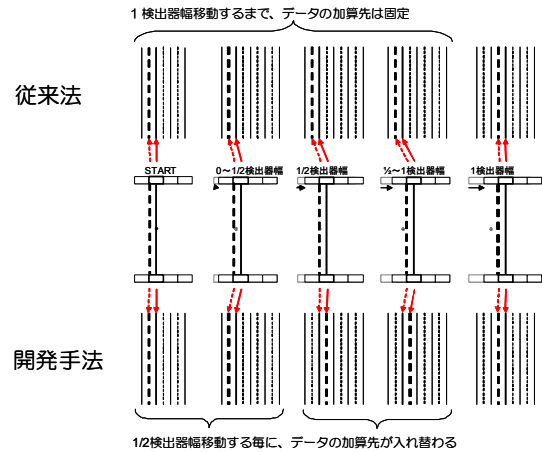 1 検出器幅移動するまで、データの加算先は固定
従来法
START
0~1/2検出器幅
1/2検出器幅
½~1検出器幅
1検出器幅
開発手法
1/2検出器幅移動する毎に、データの加算先が入れ替わる